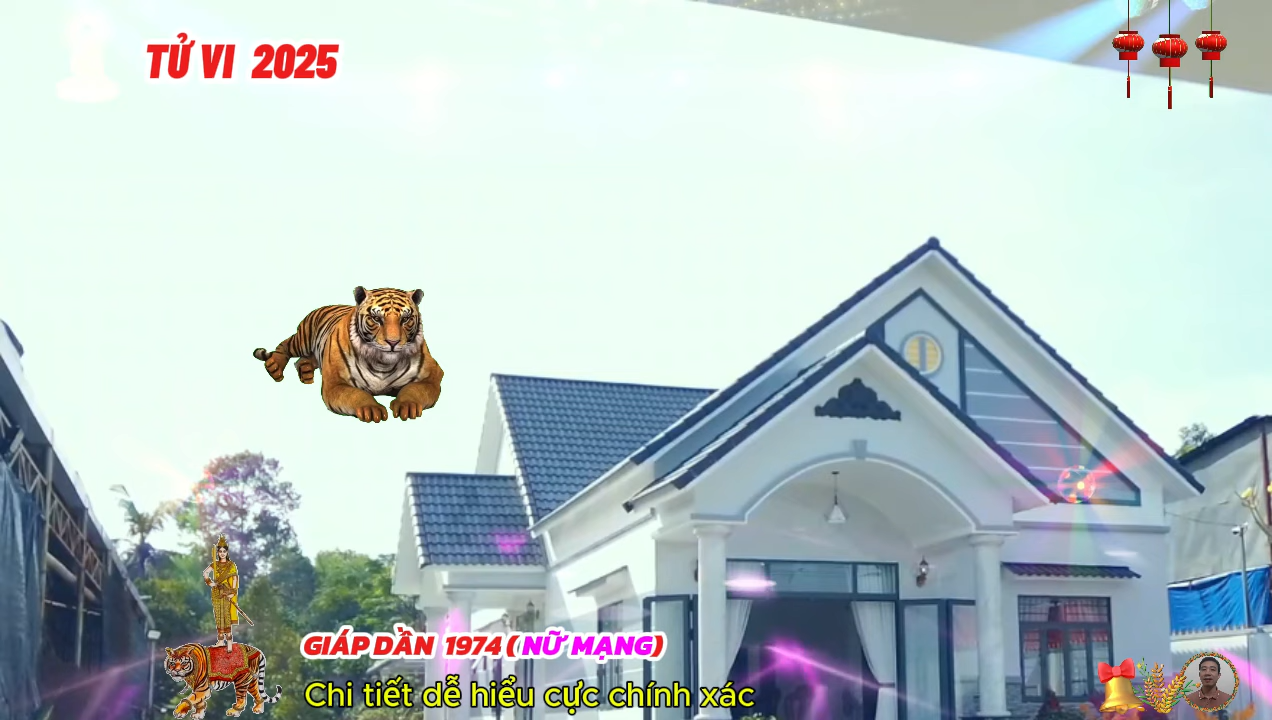 TỬ VI 2025
GIÁP DẦN 1974 ( NỮ MẠNG)
Chi tiết dễ hiểu cực chính xác